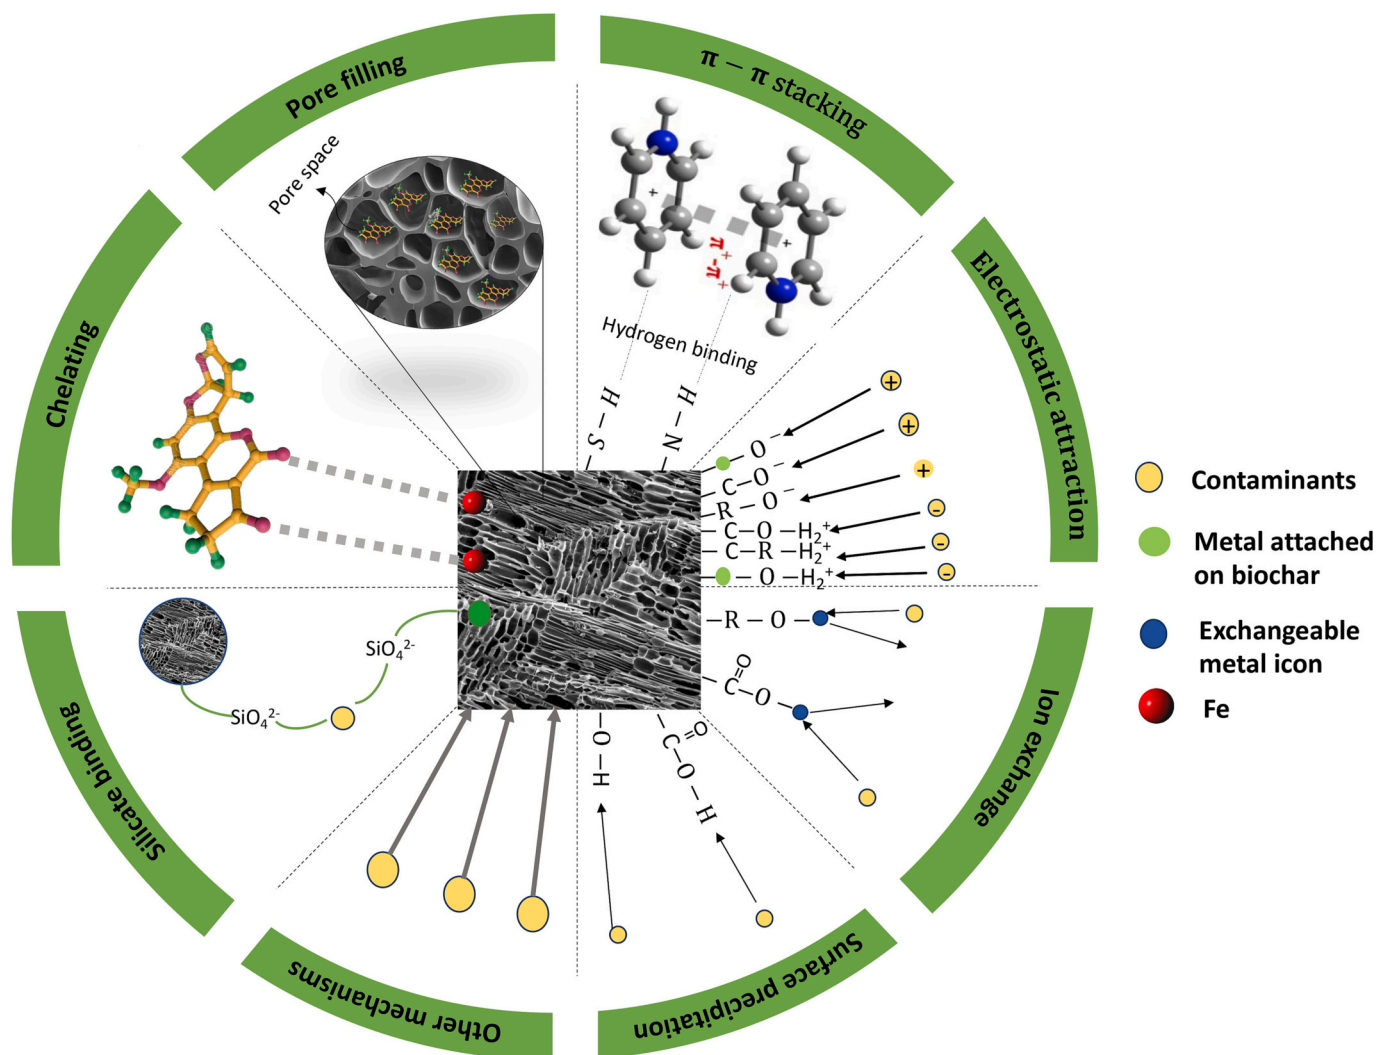 Pore filling
π – π stacking
Electrostatic attraction
Ion exchange
Surface precipitation
Other mechanisms
Silicate binding
Chelating
Pore space
+
+
π-π
+
+
Hydrogen binding
H
S
H
N
O⁻
C O⁻
R O⁻
C – O – H₂⁺
C – R – H₂⁺
O – H₂⁺
+
+
+
-
-
-
– R – O –
O
C
O
O
C
O
H
O
H
SiO₄²⁻
SiO₄²⁻
Contaminants
Metal attached
on biochar
Exchangeable
metal icon
Fe